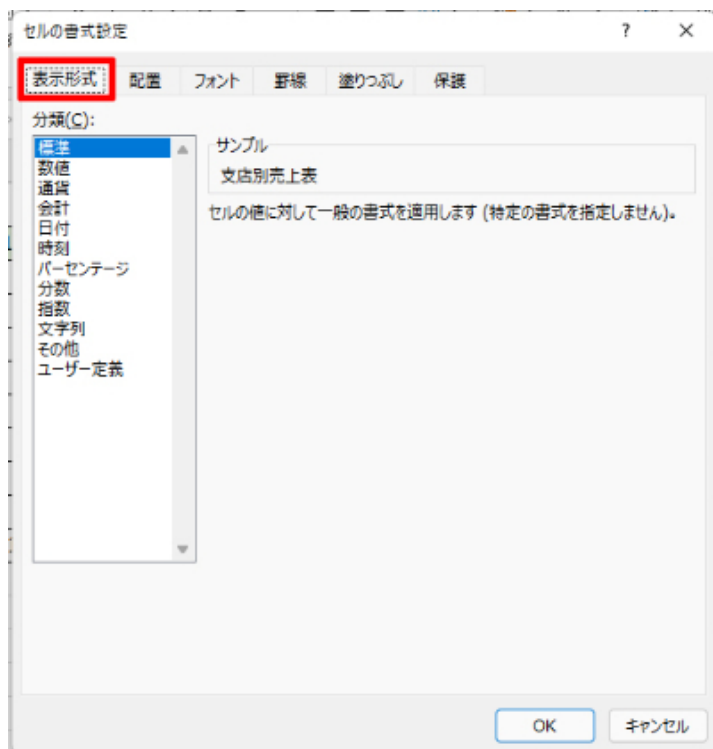 セルの書式設定 ? ×
表示形式 配置 フォント 罫線 塗りつぶし 保護
分類(C):
標準
数値
通貨
会計
日付
時刻
パーセンテージ
分数
指数
文字列
その他
ユーザー定義
サンプル
支店別売上表
セルの値に対して一般の書式を適用します (特定の書式を指定しません)。
OK キャンセル